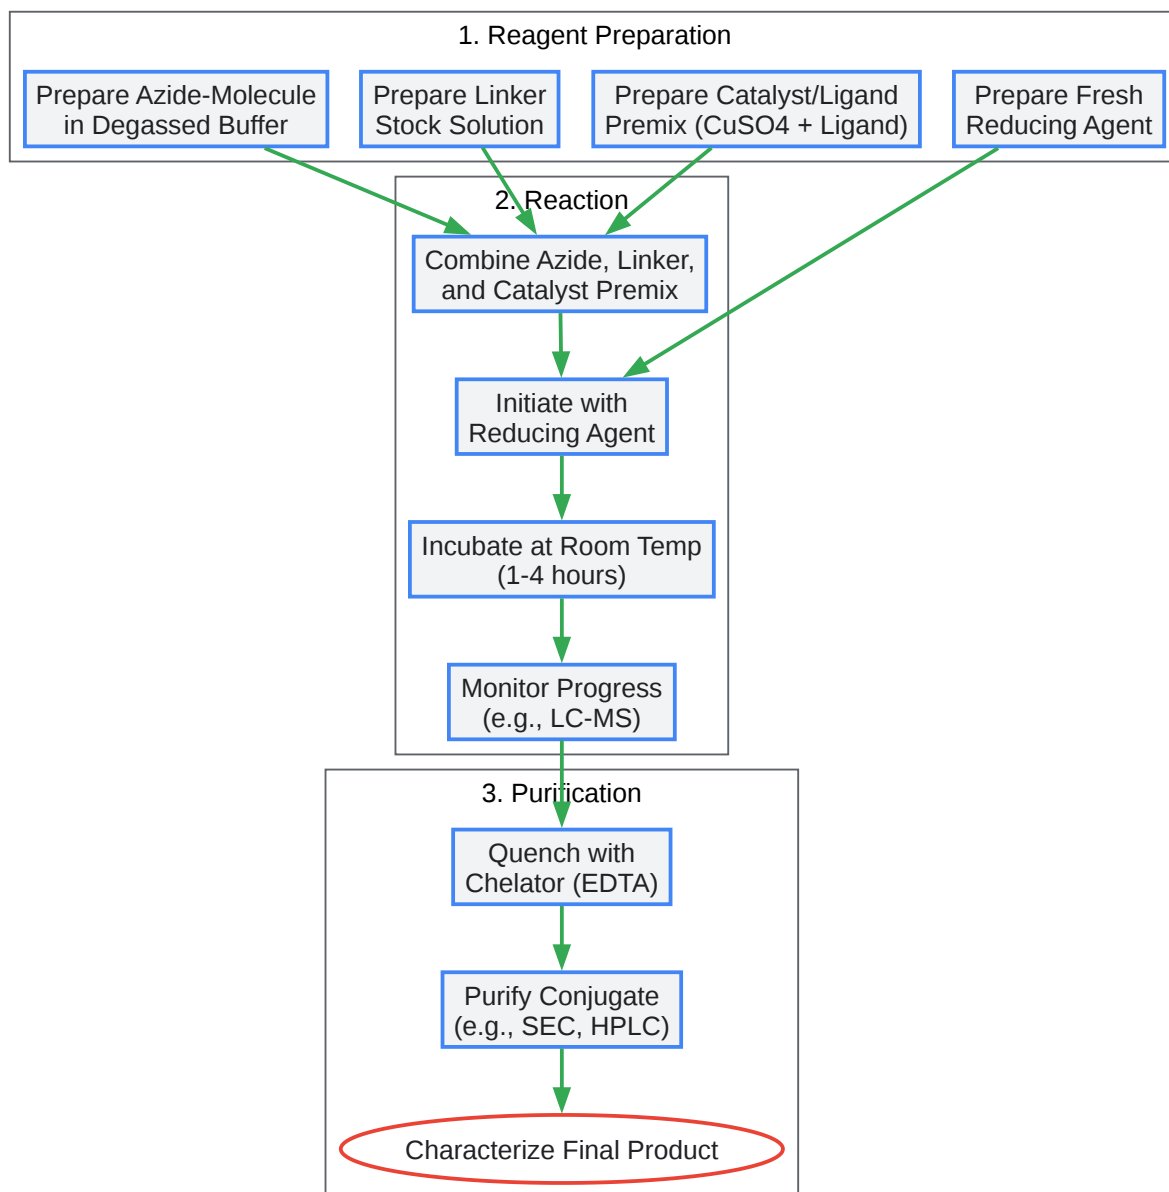 1. Reagent Preparation
Prepare Azide-Molecule
in Degassed Buffer
Prepare Linker
Stock Solution
Prepare Catalyst/Ligand
Premix (CuSO4 + Ligand)
Prepare Fresh
Reducing Agent
2. Reaction
Combine Azide, Linker,
and Catalyst Premix
Initiate with
Reducing Agent
Incubate at Room Temp
(1-4 hours)
Monitor Progress
(e.g., LC-MS)
3. Purification
Quench with
Chelator (EDTA)
Purify Conjugate
(e.g., SEC, HPLC)
Characterize Final Product